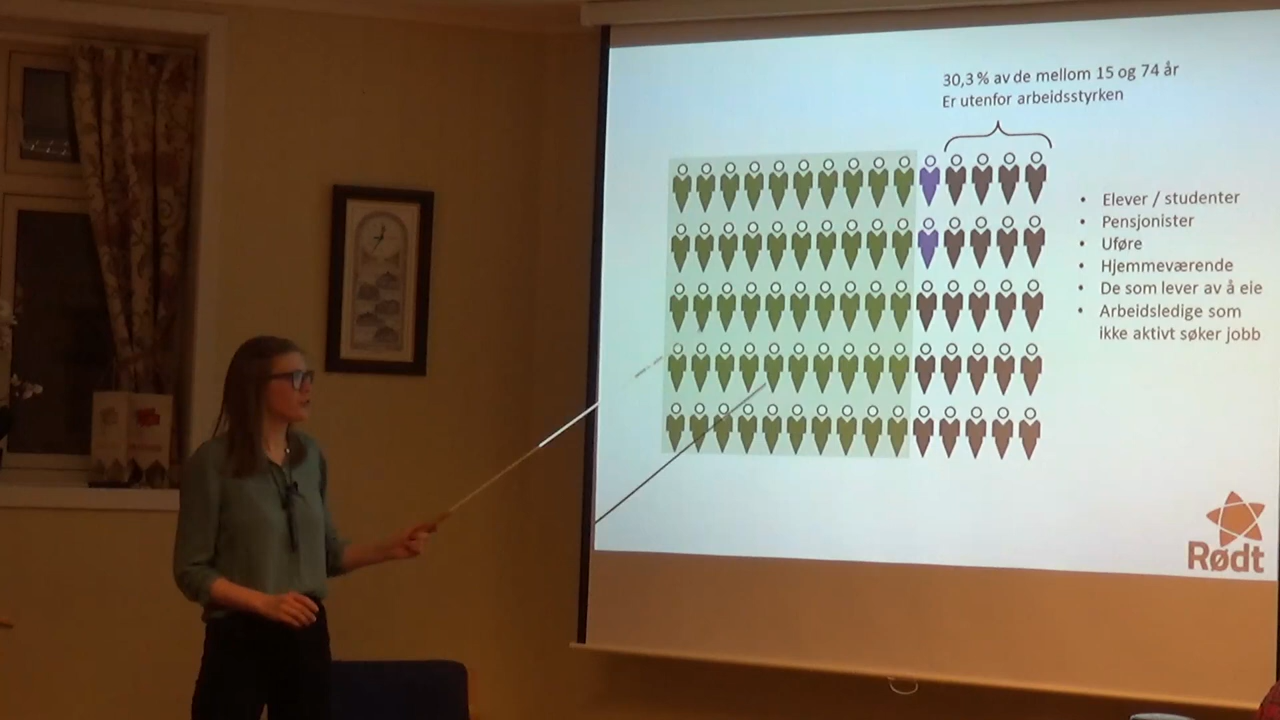 30,3 % av de mellom 15 og 74 år
Er utenfor arbeidsstyrken
• Elever / studenter
• Pensjonister
• Uføre
• Hjemmeværende
• De som lever av å eie
• Arbeidsledige som
ikke aktivt søker jobb
Rødt